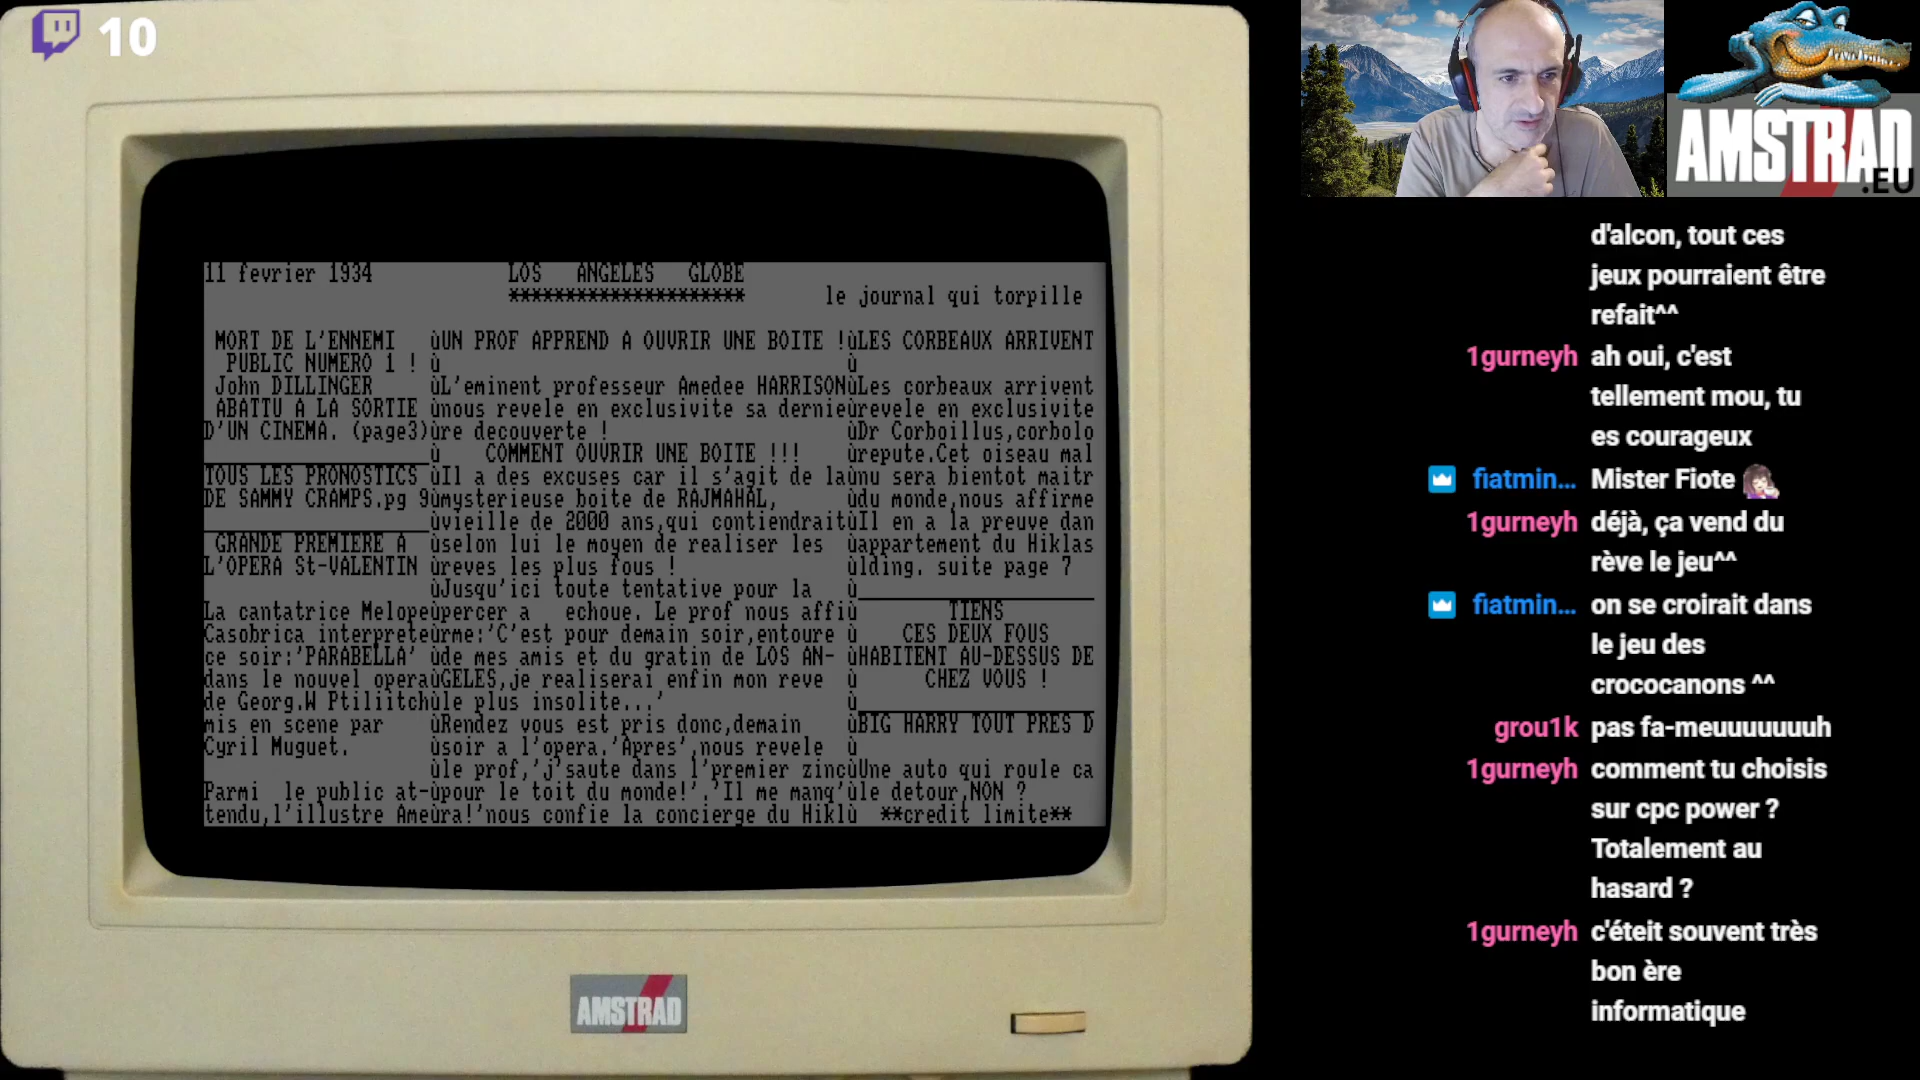 10
11 fevrier 1934 LOS ANGELES GLOBE
********************* le journal qui torpille
MORT DE L'ENNEMI ùUN PROF APPREND A OUVRIR UNE BOITE !ùLES CORBEAUX ARRIVENT
PUBLIC NUMERO 1 ! ù ù
John DILLINGER ùL'eminent professeur Amedee HARRISONùLes corbeaux arrivent
ABATTU A LA SORTIE ùnous revele en exclusivite sa dernieùrevele en exclusivite
D'UN CINEMA. (page3)ùre decouverte ! ùDr Corboillus,corbolo
ù COMMENT OUVRIR UNE BOITE !!! ùrepute.Cet oiseau mal
TOUS LES PRONOSTICS ùIl a des excuses car il s'agit de laùnu sera bientot maitr
DE SAMMY CRAMPS.pg 9ùmysterieuse boite de RAJMAHAL, ùdu monde,nous affirme
ùvieille de 2000 ans,qui contiendraitùIl en a la preuve dan
GRANDE PREMIERE A ùselon lui le moyen de realiser les ùappartement du Hiklas
L'OPERA St-VALENTIN ùreves les plus fous ! ùlding. suite page 7
ùJusqu'ici toute tentative pour la ù
La cantatrice Melopeùpercer a echoue. Le prof nous affiù TIENS
Casobrica interpreteùrme:'C'est pour demain soir,entoure ù CES DEUX FOUS
ce soir:'PARABELLA' ùde mes amis et du gratin de LOS AN- ùHABITENT AU-DESSUS DE
dans le nouvel operaùGELES,je realiserai enfin mon reve ù CHEZ VOUS !
de Georg.W Ptiliitchùle plus insolite...' ù
mis en scene par ùRendez vous est pris donc,demain ùBIG HARRY TOUT PRES D
Cyril Muguet. ùsoir a l'opera.'Apres',nous revele ù
ùle prof,'j'saute dans l'premier zincùUne auto qui roule ca
Parmi le public at-ùpour le toit du monde!'.'Il me manq'ùle detour,NON ?
tendu,l'illustre Ameùra!'nous confie la concierge du Hiklù **credit limite**
AMSTRAD
AMSTRAD
.EU
d'alcon, tout ces
jeux pourraient être
refait^^
1gurneyh ah oui, c'est
tellement mou, tu
es courageux
fiatmin... Mister Fiote
1gurneyh déjà, ça vend du
rève le jeu^^
fiatmin... on se croirait dans
le jeu des
crococanons ^^
grou1k pas fa-meuuuuuuuh
1gurneyh comment tu choisis
sur cpc power ?
Totalement au
hasard ?
1gurneyh c'éteit souvent très
bon ère
informatique